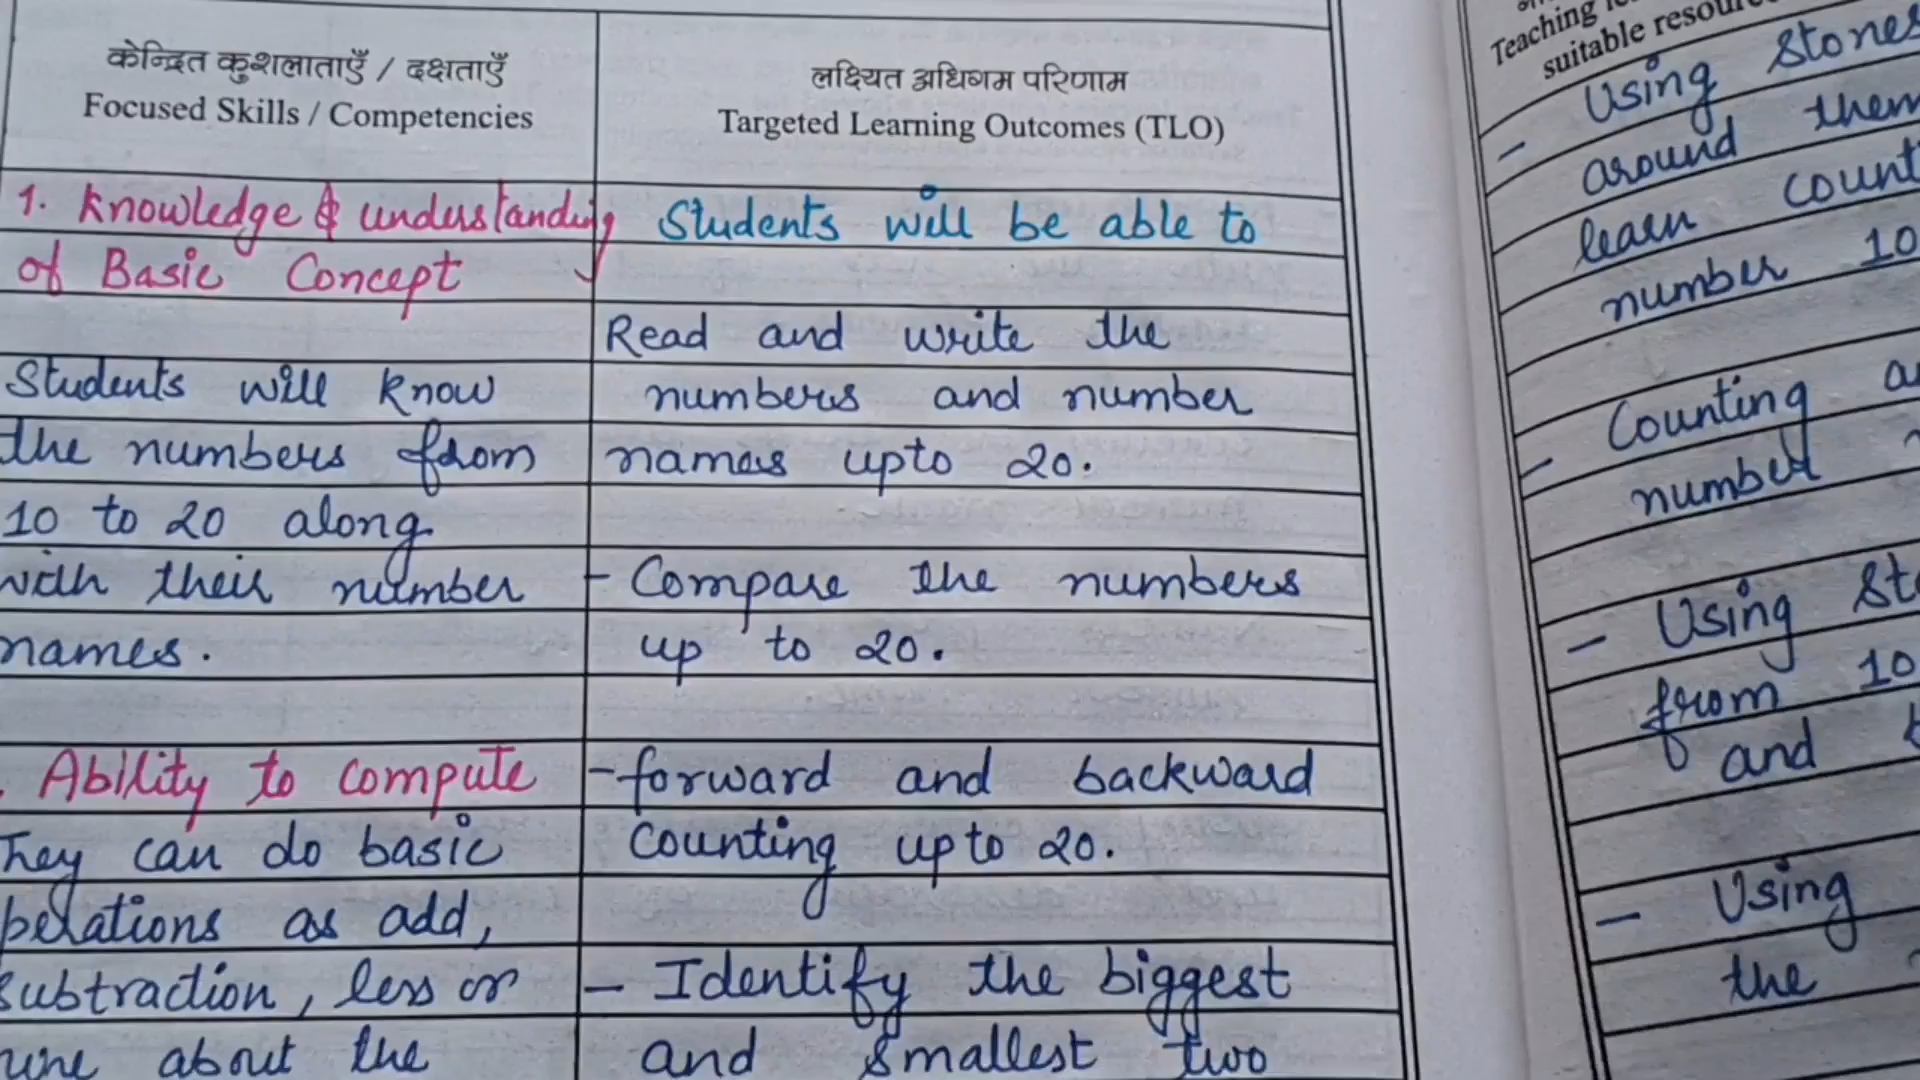 केन्द्रित कुशलाताएँ / दक्षताएँ
Focused Skills / Competencies
1. Knowledge & understanding
of Basic Concept
Students will know
the numbers from
10 to 20 along
with their number
names.
Ability to compute
They can do basic
perations as add,
subtraction, less or
about the
लक्ष्यित अधिगम परिणाम
Targeted Learning Outcomes (TLO)
Students will be able to
Read and write the
numbers and number
names upto 20.
- Compare the numbers
up to 20.
- forward and backward
Counting upto 20.
- Identify the biggest
and smallest two
Teaching
suitable
- Using stones
around them
learn
number 10
- Counting
number
- Using
from 10
and
- Using
the